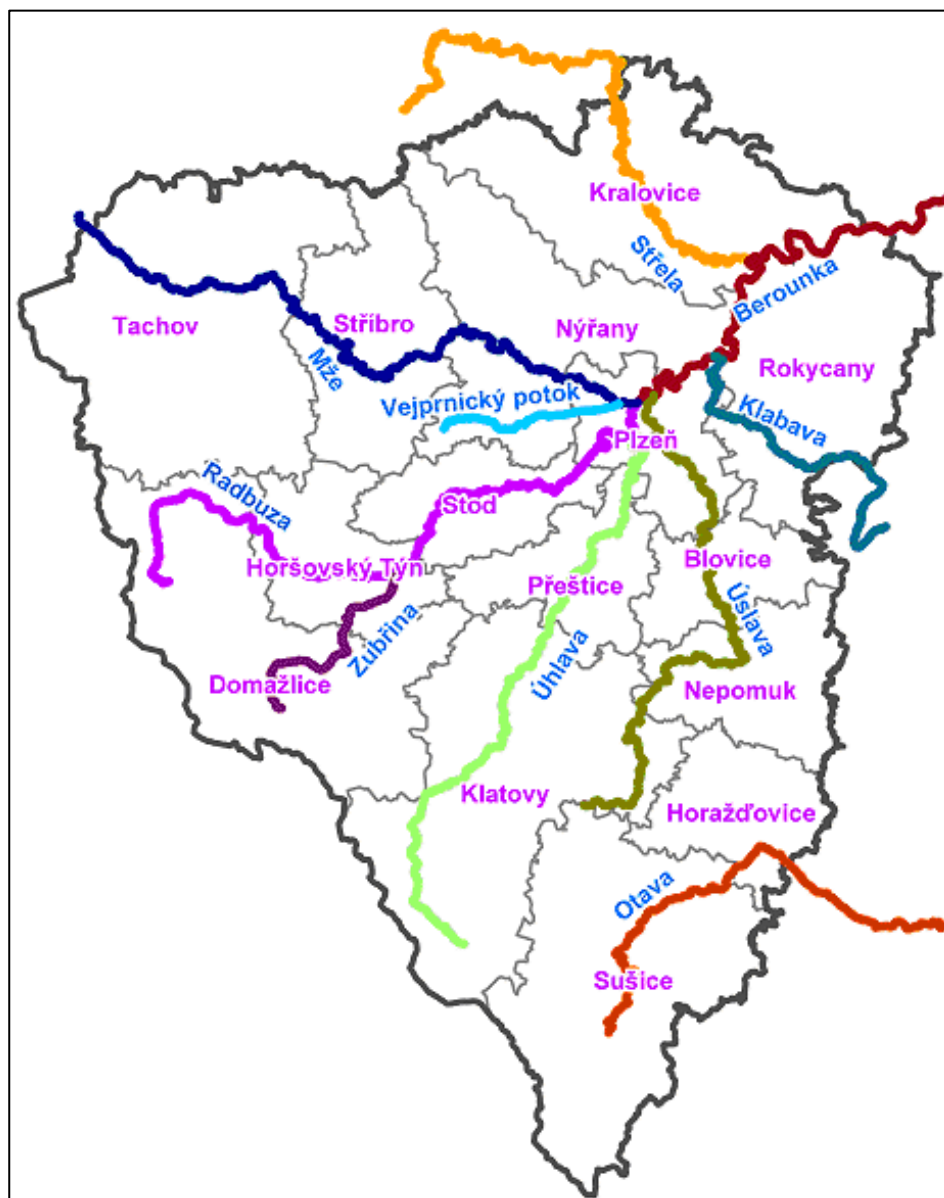 Kralovice
Střela
Berounka
Tachov
Stříbro
Nýřany
Mže
Rokycany
Vejprnický potok
Klabava
Plzeň
Radbuza
Stod
Horšovský Týn
Přeštice
Blovice
Zubřina
Úslava
Úhlava
Domažlice
Nepomuk
Klatovy
Horažďovice
Otava
Sušice